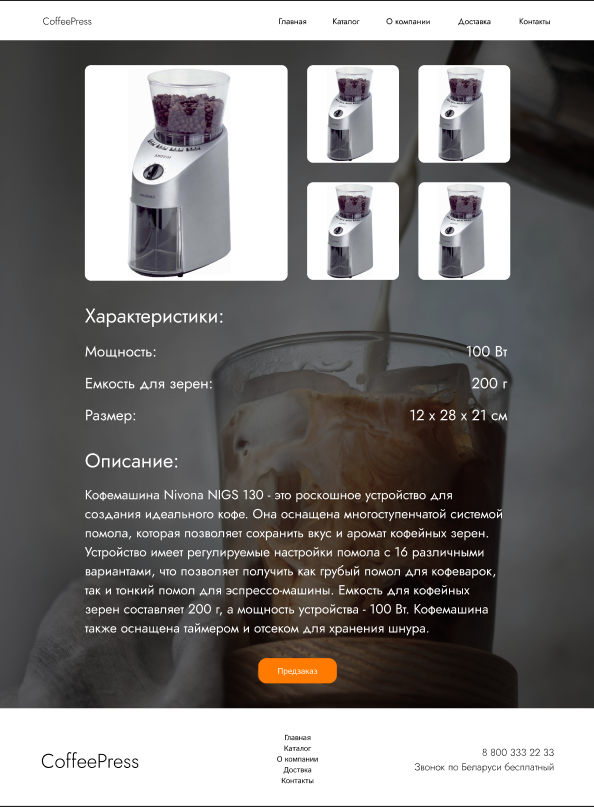 CoffeePress
Главная Каталог О компании Доставка Контакты
Характеристики:
Мощность: 100 Вт
Емкость для зерен: 200 г
Размер: 12 x 28 x 21 см
Описание:
Кофемашина Nivona NIGS 130 - это роскошное устройство для
создания идеального кофе. Она оснащена многоступенчатой системой
помола, которая позволяет сохранить вкус и аромат кофейных зерен.
Устройство имеет регулируемые настройки помола с 16 различными
вариантами, что позволяет получить как грубый помол для кофеварок,
так и тонкий помол для эспрессо-машины. Емкость для кофейных
зерен составляет 200 г, а мощность устройства - 100 Вт. Кофемашина
также оснащена таймером и отсеком для хранения шнура.
Предзаказ
CoffeePress
Главная
Каталог
О компании
Доствка
Контакты
8 800 333 22 33
Звонок по Беларуси бесплатный